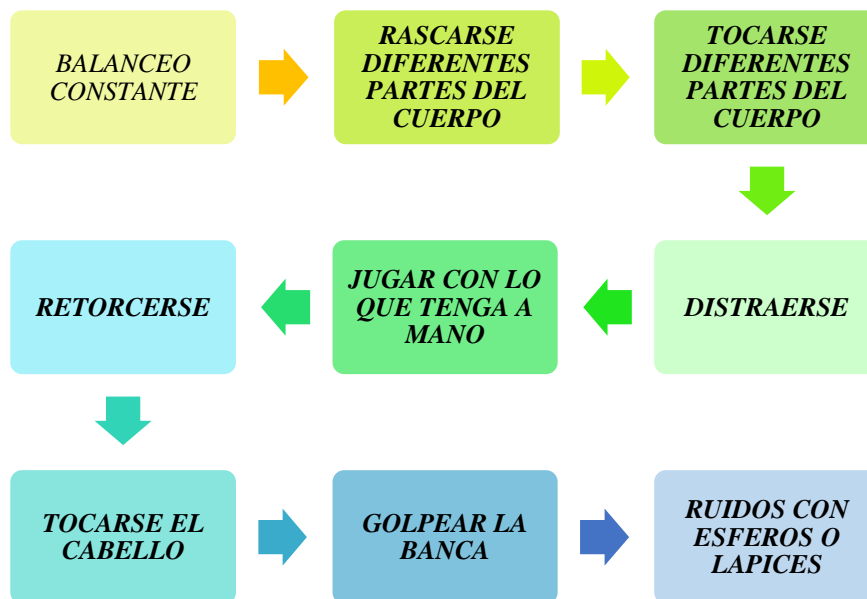 BALANCEO
CONSTANTE
RASCARSE
DIFERENTES
PARTES DEL
CUERPO
TOCARSE
DIFERENTES
PARTES DEL
CUERPO
DISTRAERSE
JUGAR CON LO
QUE TENGA A
MANO
RETORCERSE
TOCARSE EL
CABELLO
GOLPEAR LA
BANCA
RUIDOS CON
ESFEROS O
LAPICES